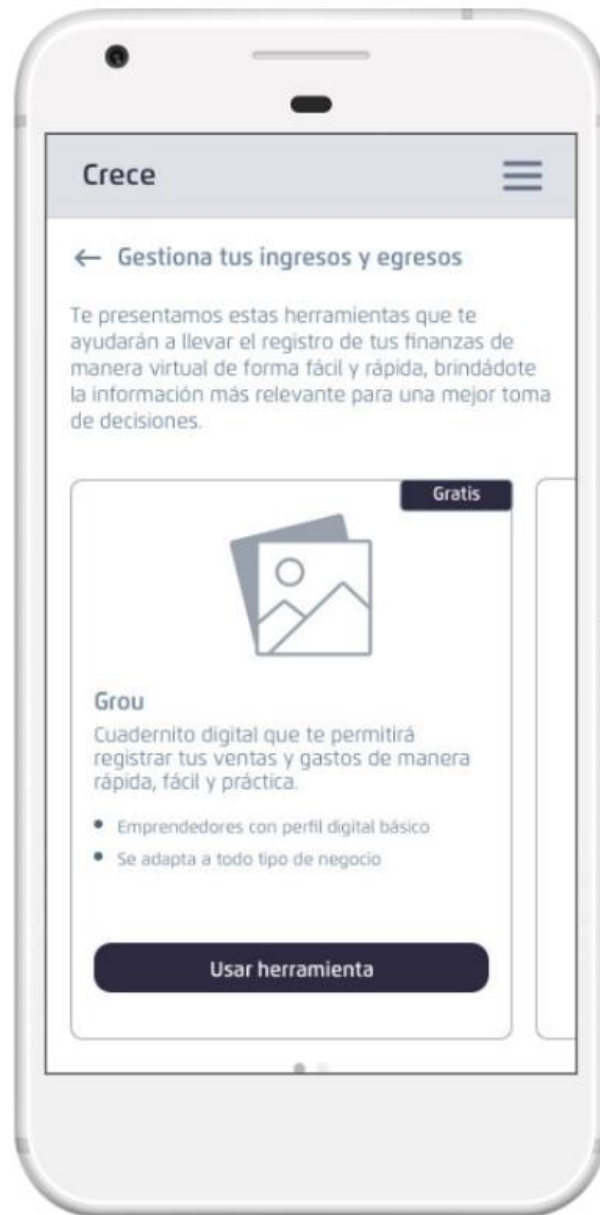 Crece
← Gestiona tus ingresos y egresos
Te presentamos estas herramientas que te
ayudarán a llevar el registro de tus finanzas de
manera virtual de forma fácil y rápida, brindádote
la información más relevante para una mejor toma
de decisiones.
Gratis
Grou
Cuadernito digital que te permitirá
registrar tus ventas y gastos de manera
rápida, fácil y práctica.
• Emprendedores con perfil digital básico
• Se adapta a todo tipo de negocio
Usar herramienta